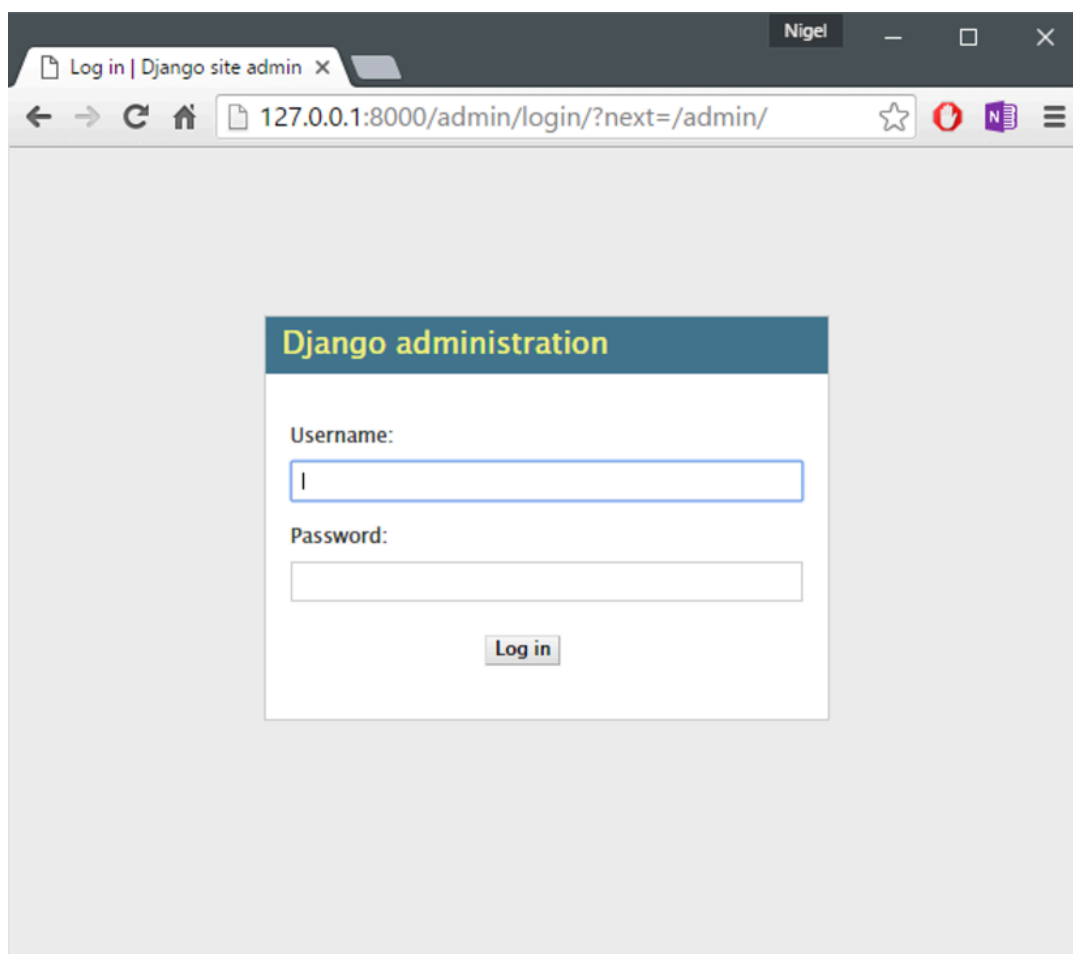 Nigel
Log in | Django site admin
127.0.0.1:8000/admin/login/?next=/admin/
N
Django administration
Username:
Password:
Log in